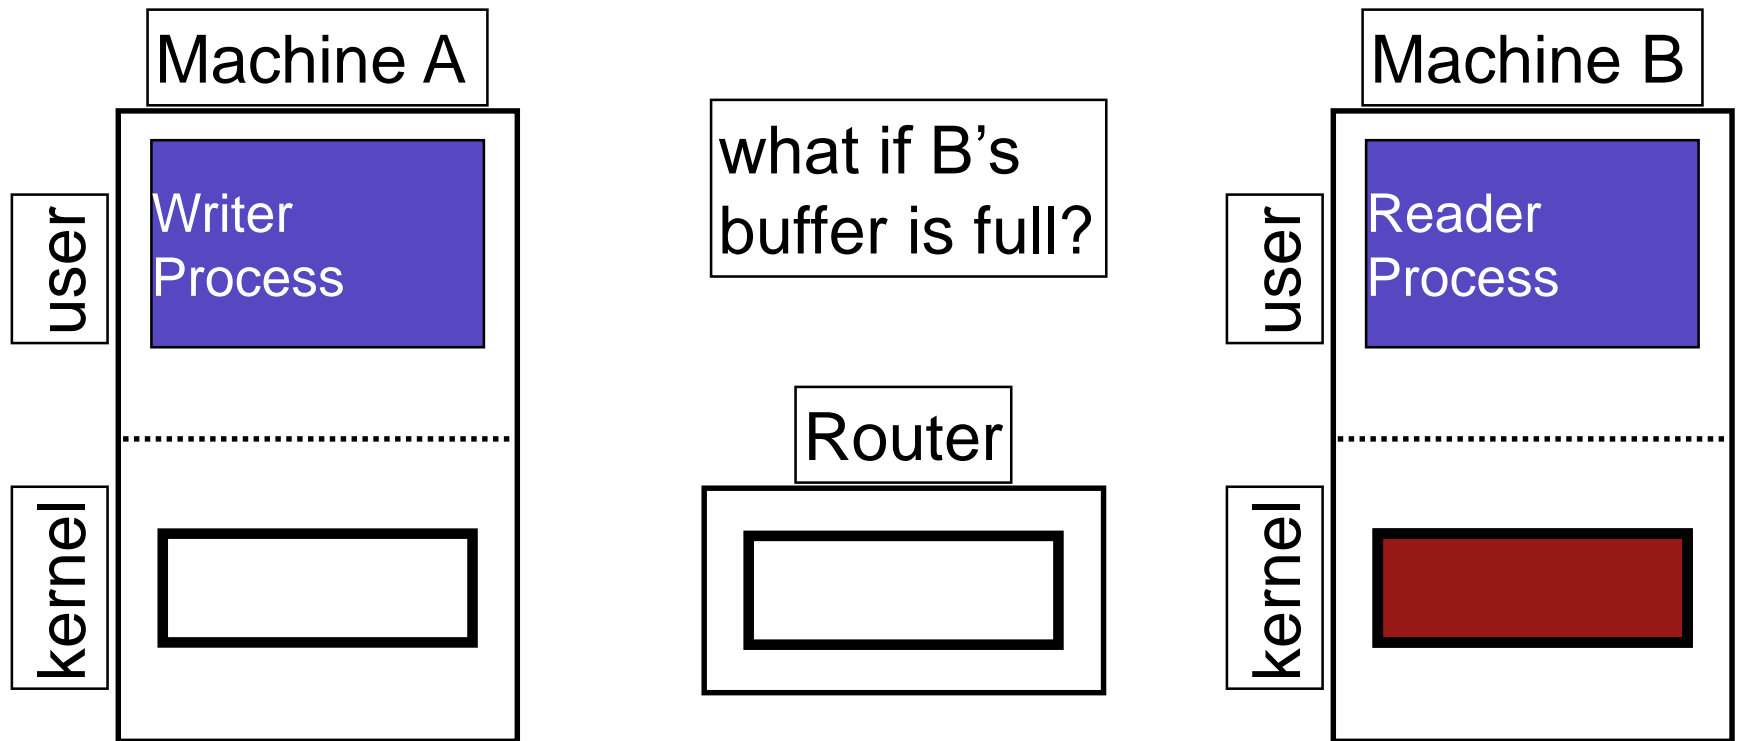 Machine A
user
Writer
Process
kernel
what if B’s
buffer is full?
Router
Machine B
user
Reader
Process
kernel